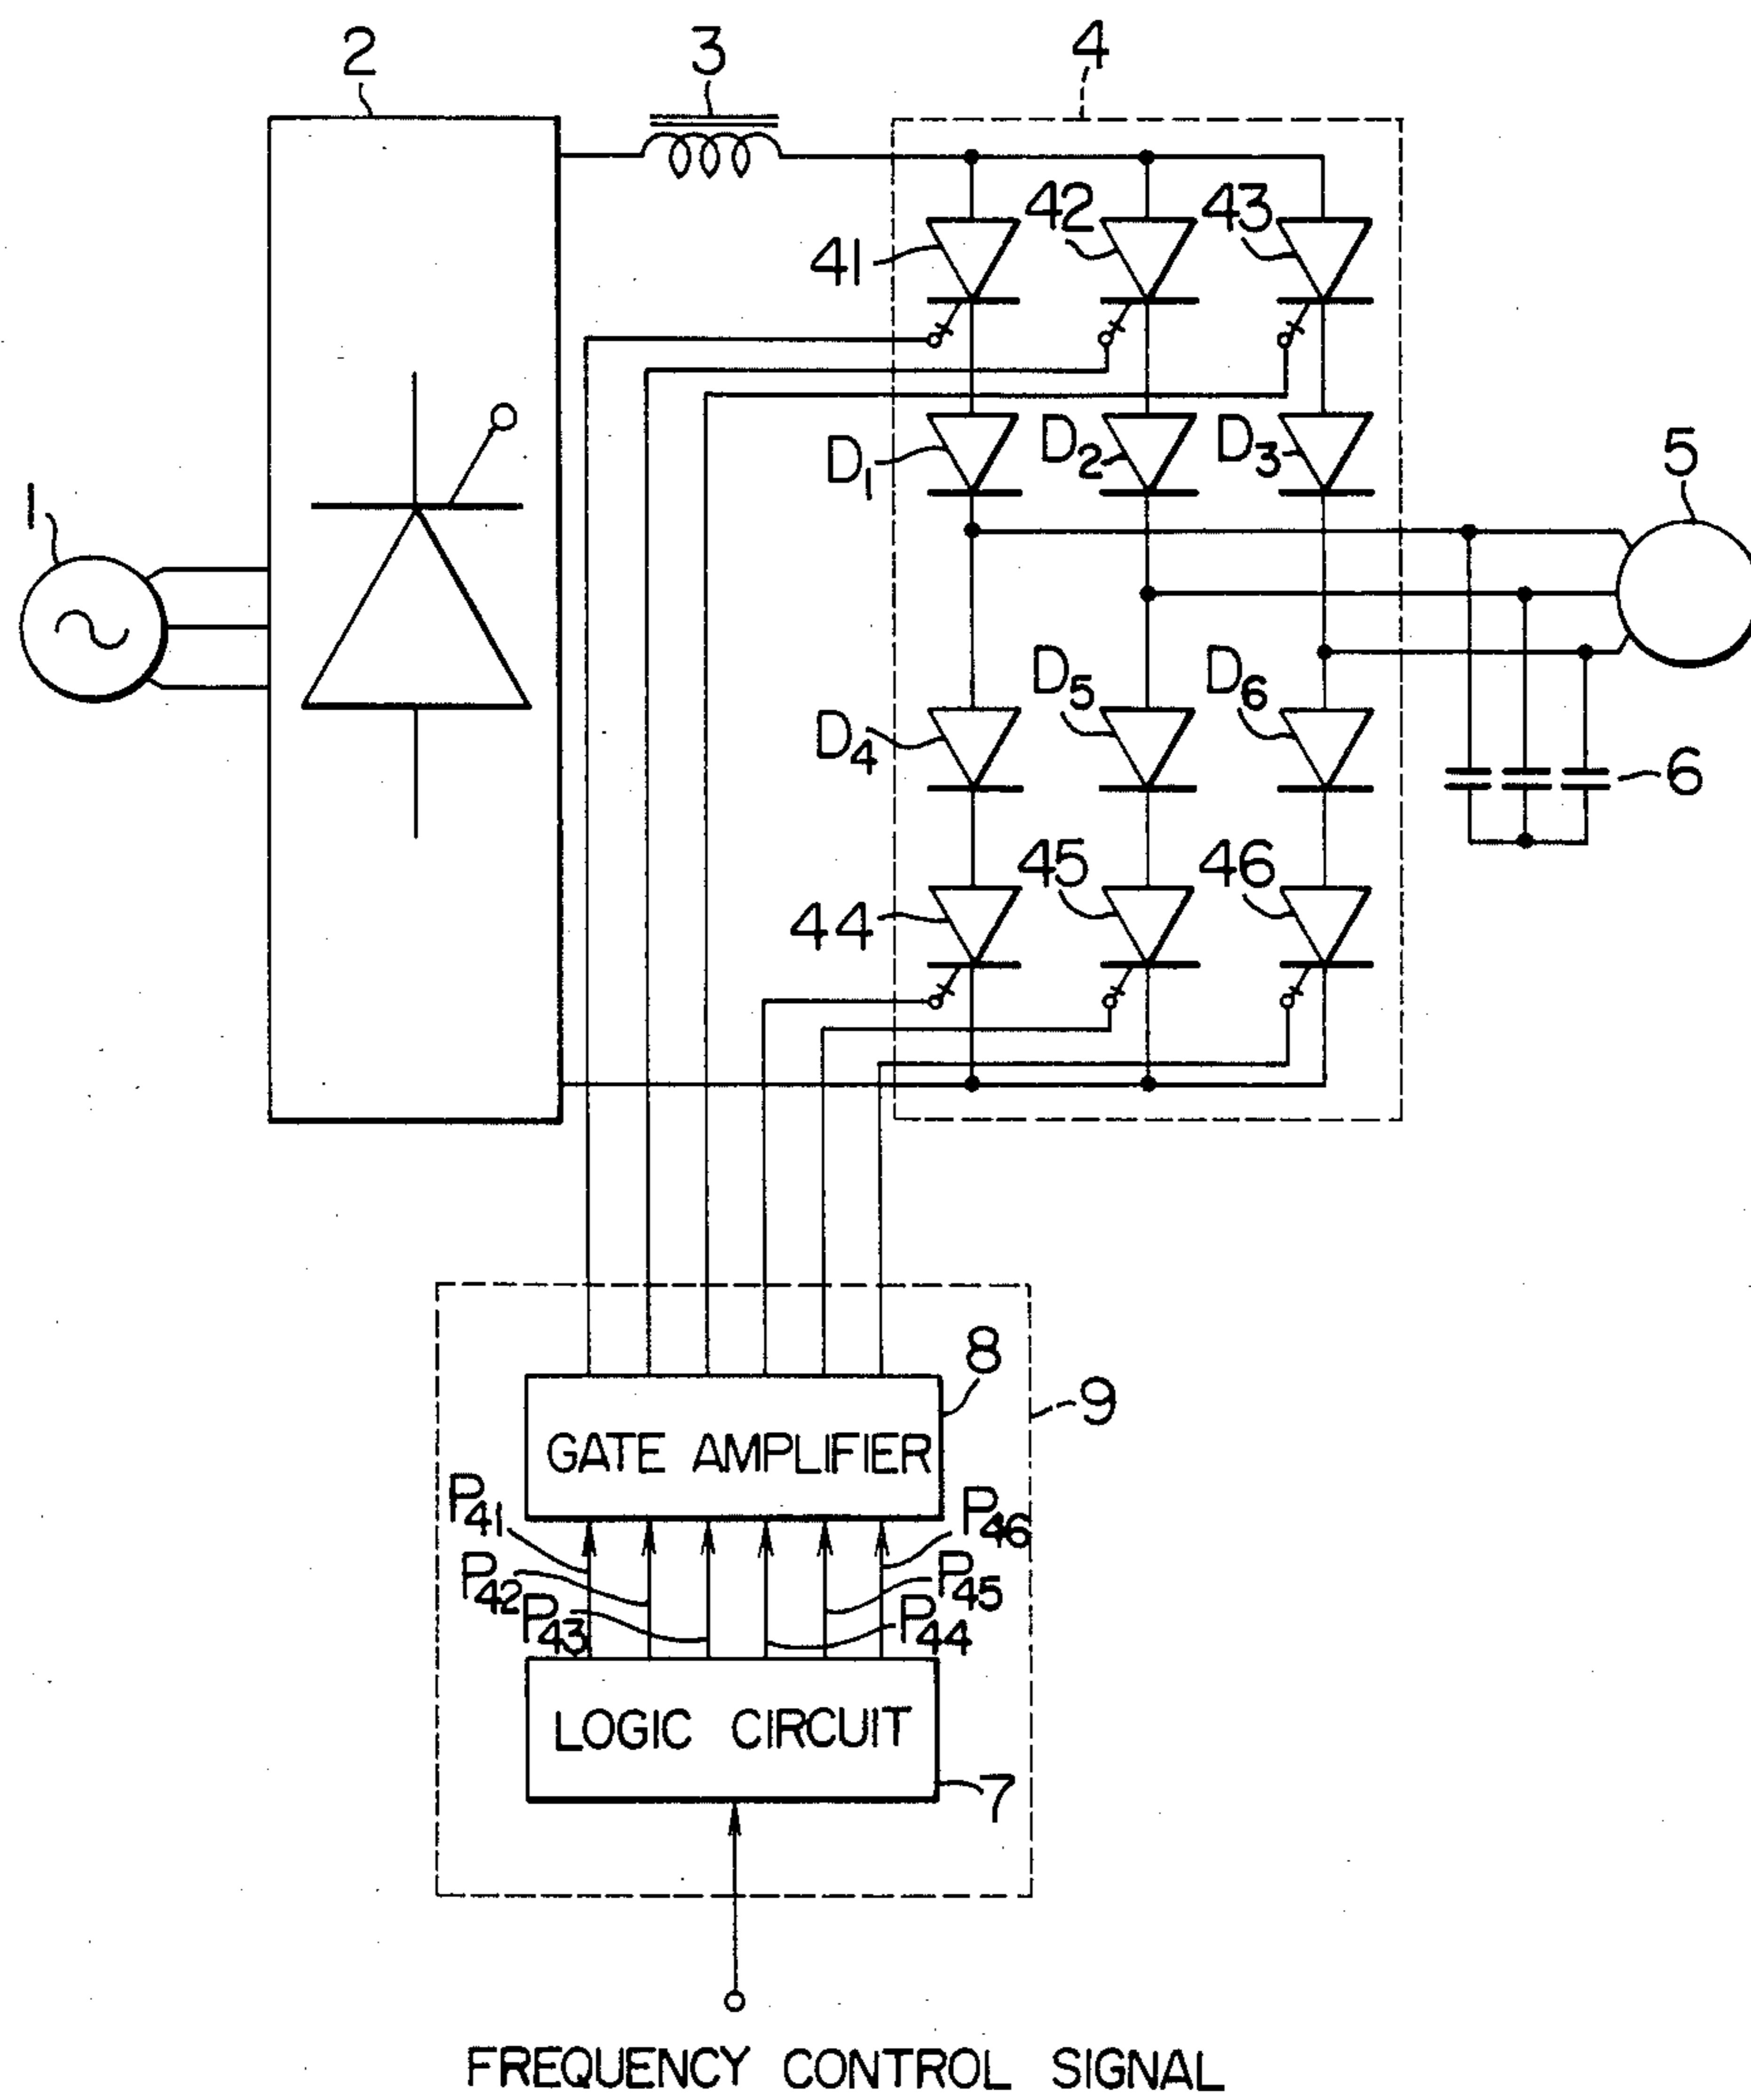 2
3
4
41
42
43
D1
D2
D3
1
5
D4
D5
D6
6
44
45
46
8
9
GATE AMPLIFIER
P41
P46
P42
P45
P43
P44
LOGIC CIRCUIT
7
FREQUENCY CONTROL SIGNAL